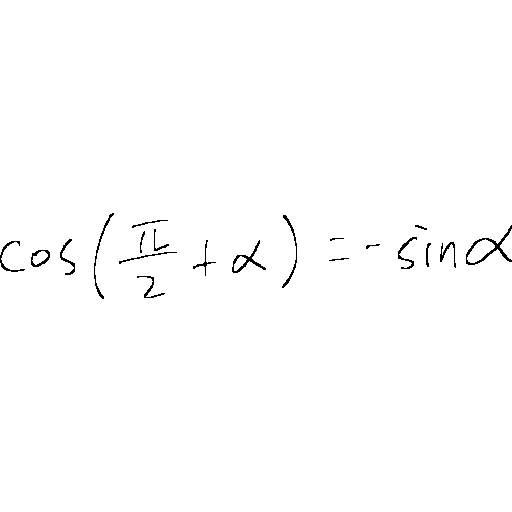 cos(π/2 + α) = -sinα